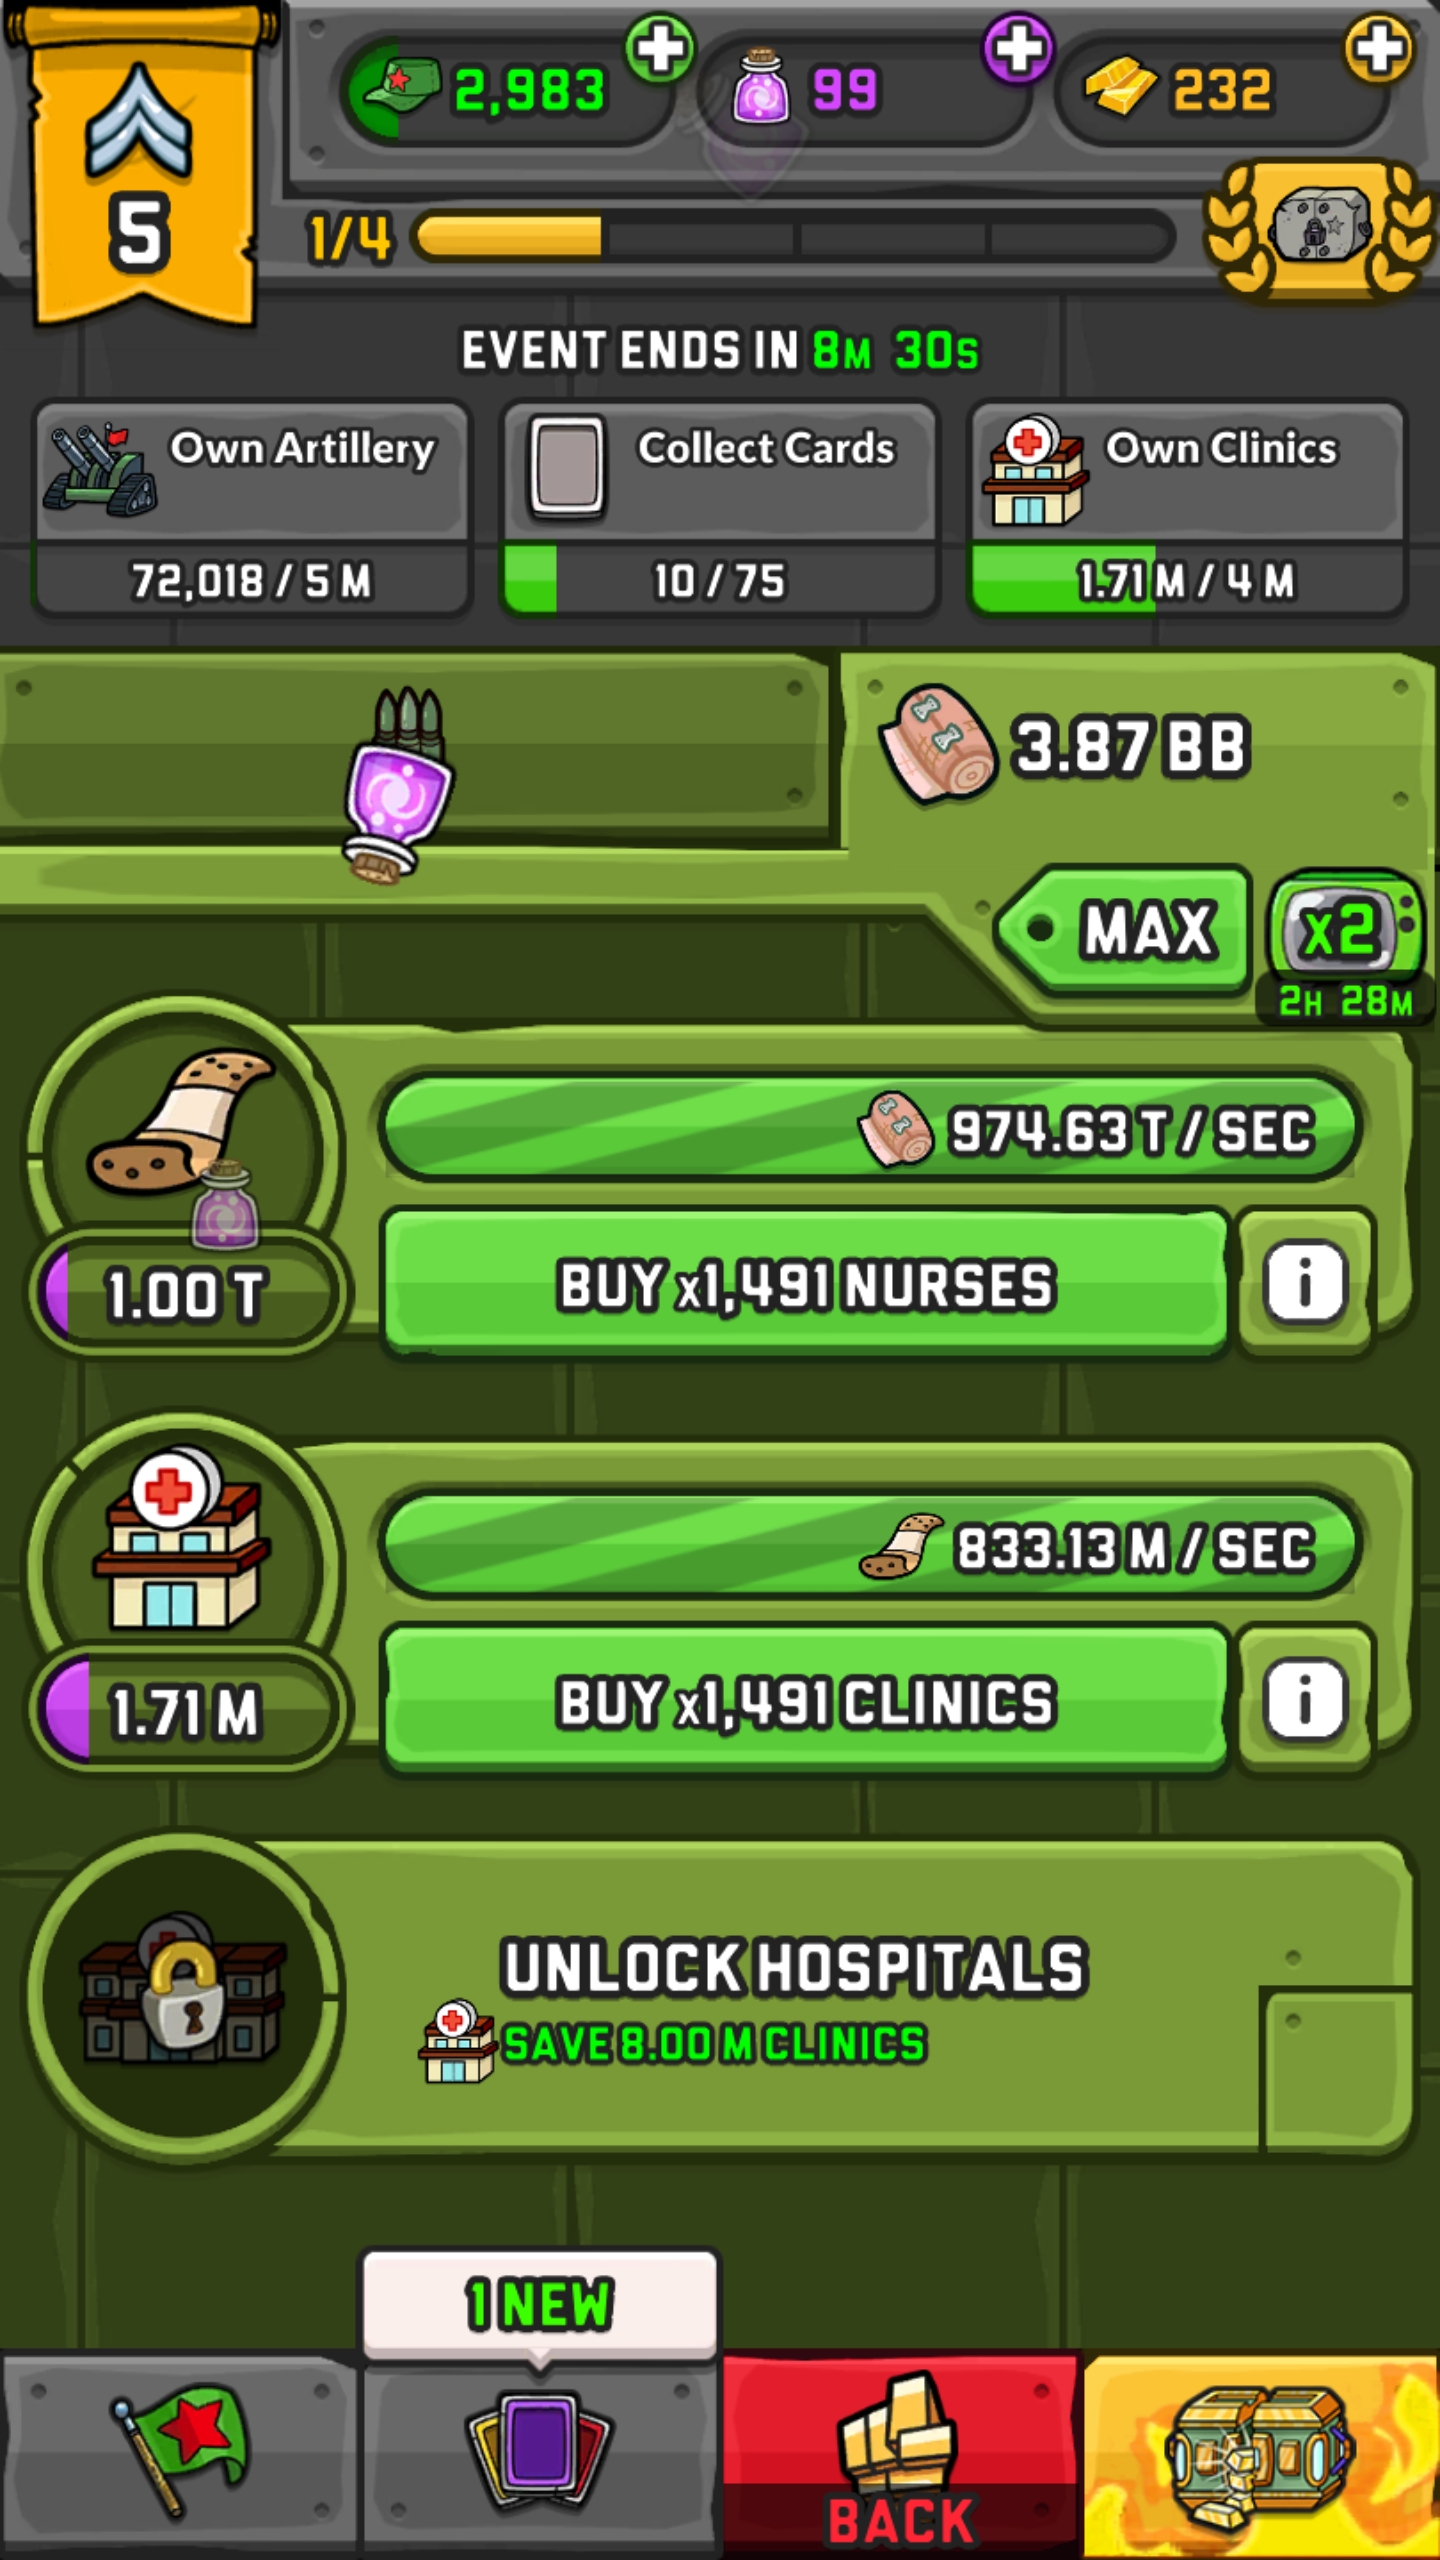 5
2,983
99
232
1/4
EVENT ENDS IN 8M 30S
Own Artillery
72,018 / 5 M
Collect Cards
10 / 75
Own Clinics
1.71 M / 4 M
3.87 BB
MAX
x2
2H 28M
974.63 T / SEC
1.00 T
BUY x1,491 NURSES
i
833.13 M / SEC
1.71 M
BUY x1,491 CLINICS
i
UNLOCK HOSPITALS
SAVE 8.00 M CLINICS
1 NEW
BACK